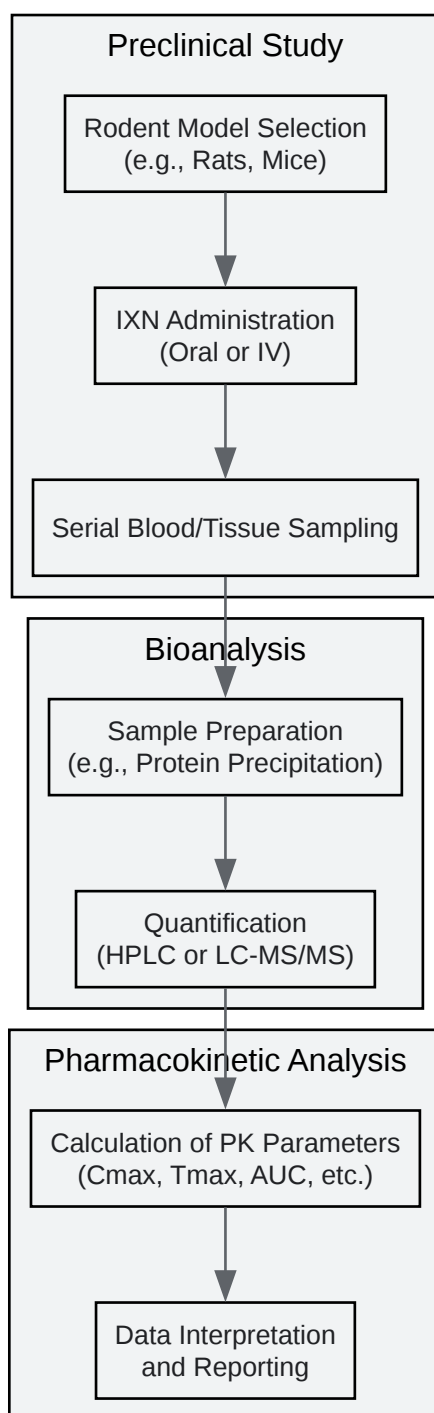 Preclinical Study
Rodent Model Selection
(e.g., Rats, Mice)
IXN Administration
(Oral or IV)
Serial Blood/Tissue Sampling
Bioanalysis
Sample Preparation
(e.g., Protein Precipitation)
Quantification
(HPLC or LC-MS/MS)
Pharmacokinetic Analysis
Calculation of PK Parameters
(Cmax, Tmax, AUC, etc.)
Data Interpretation
and Reporting